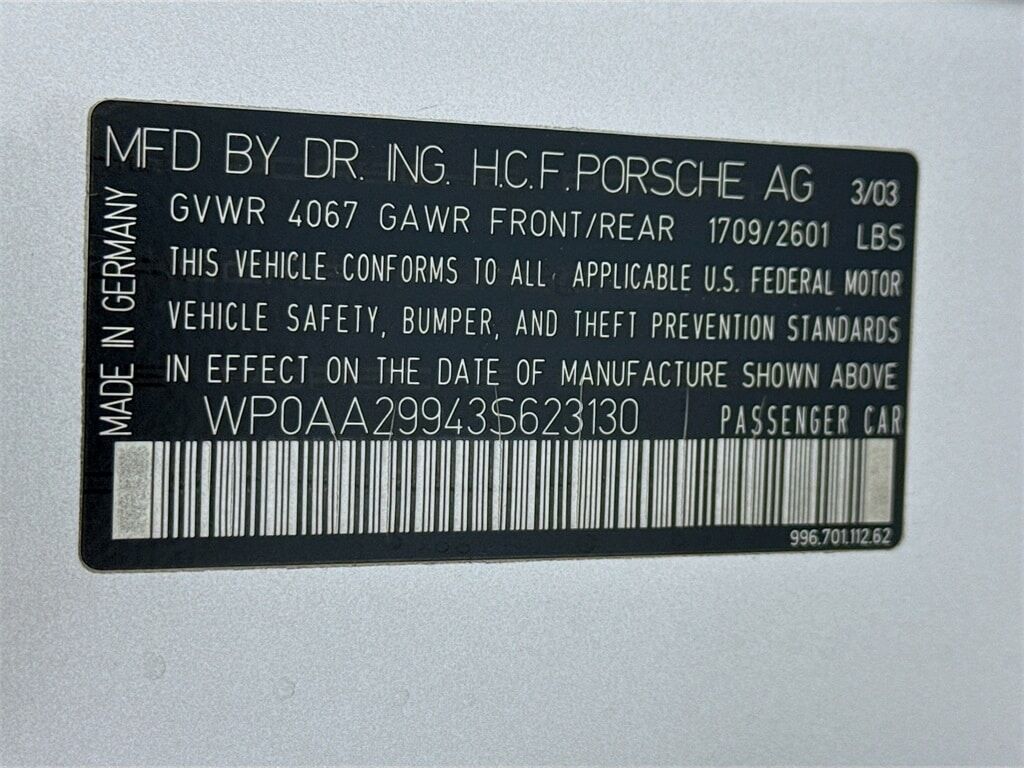 MFD BY DR. ING. H.C.F.PORSCHE AG 3/03
GVWR 4067 GAWR FRONT/REAR 1709/2601 LBS
THIS VEHICLE CONFORMS TO ALL APPLICABLE U.S. FEDERAL MOTOR
VEHICLE SAFETY, BUMPER, AND THEFT PREVENTION STANDARDS
IN EFFECT ON THE DATE OF MANUFACTURE SHOWN ABOVE
WP0AA29943S623130 PASSENGER CAR
MADE IN GERMANY
996.701.112.62